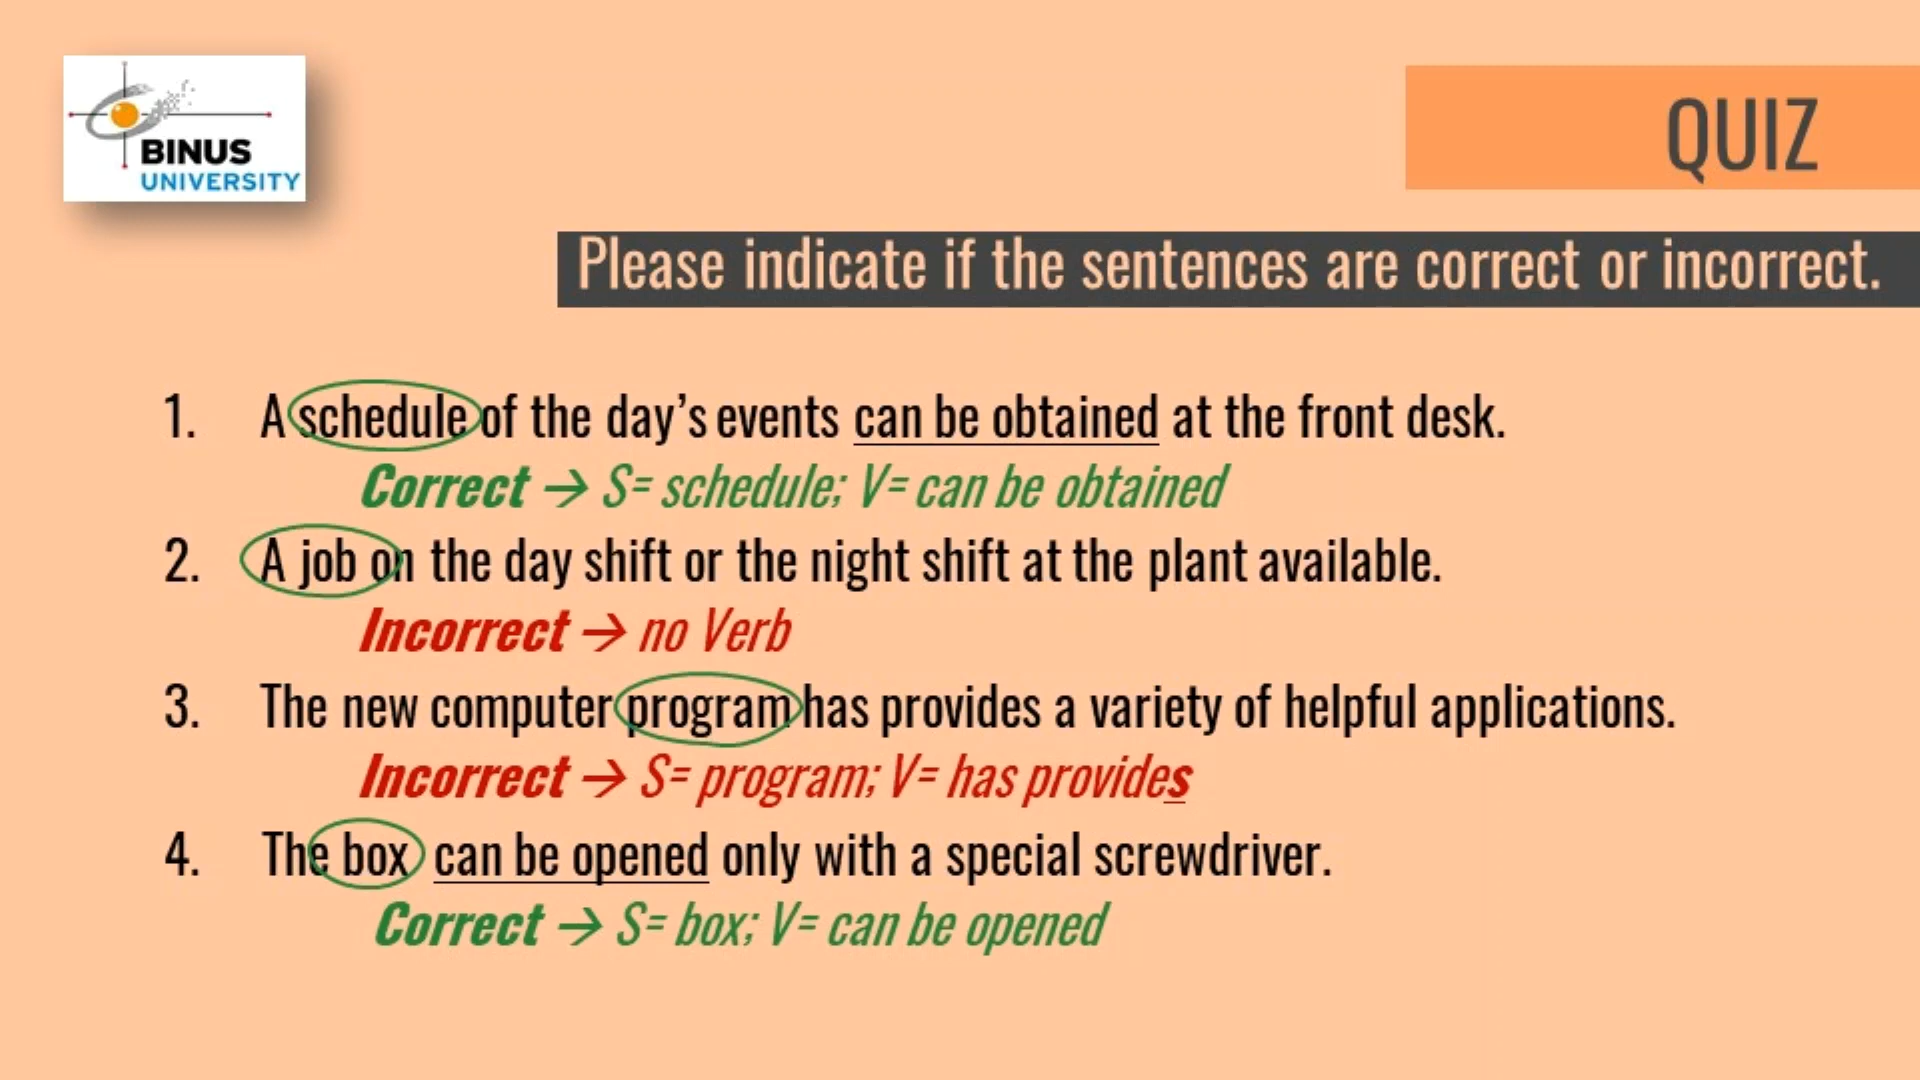 BINUS
UNIVERSITY
QUIZ
Please indicate if the sentences are correct or incorrect.
1. A schedule of the day’s events can be obtained at the front desk.
Correct → S= schedule; V= can be obtained
2. A job on the day shift or the night shift at the plant available.
Incorrect → no Verb
3. The new computer program has provides a variety of helpful applications.
Incorrect → S= program; V= has provides
4. The box can be opened only with a special screwdriver.
Correct → S= box; V= can be opened